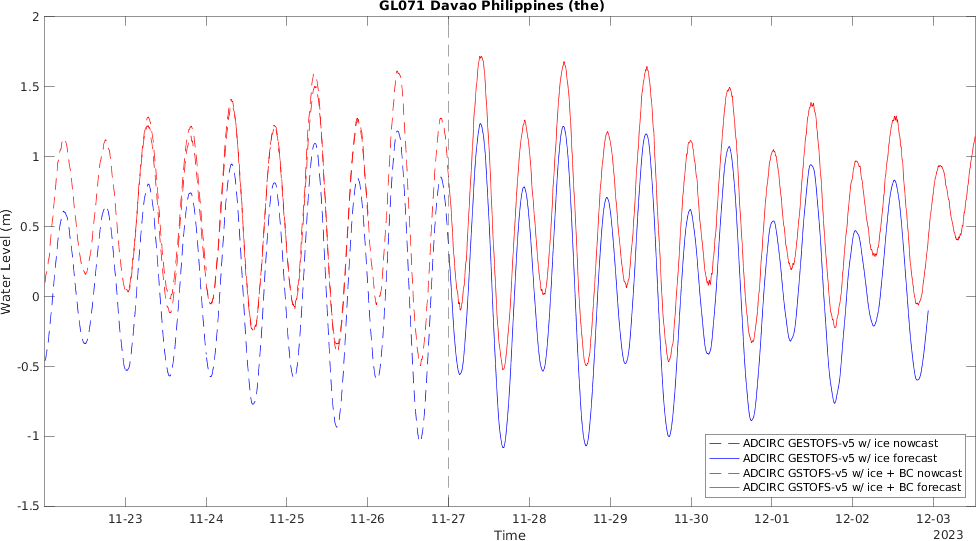 GL071 Davao Philippines (the)
2
1.5
1
0.5
0
-0.5
-1
-1.5
Water Level (m)
11-23
11-24
11-25
11-26
11-27
11-28
11-29
11-30
12-01
12-02
12-03
2023
Time
ADCIRC GESTOFS-v5 w/ ice nowcast
ADCIRC GESTOFS-v5 w/ ice forecast
ADCIRC GSTOFS-v5 w/ ice + BC nowcast
ADCIRC GSTOFS-v5 w/ ice + BC forecast